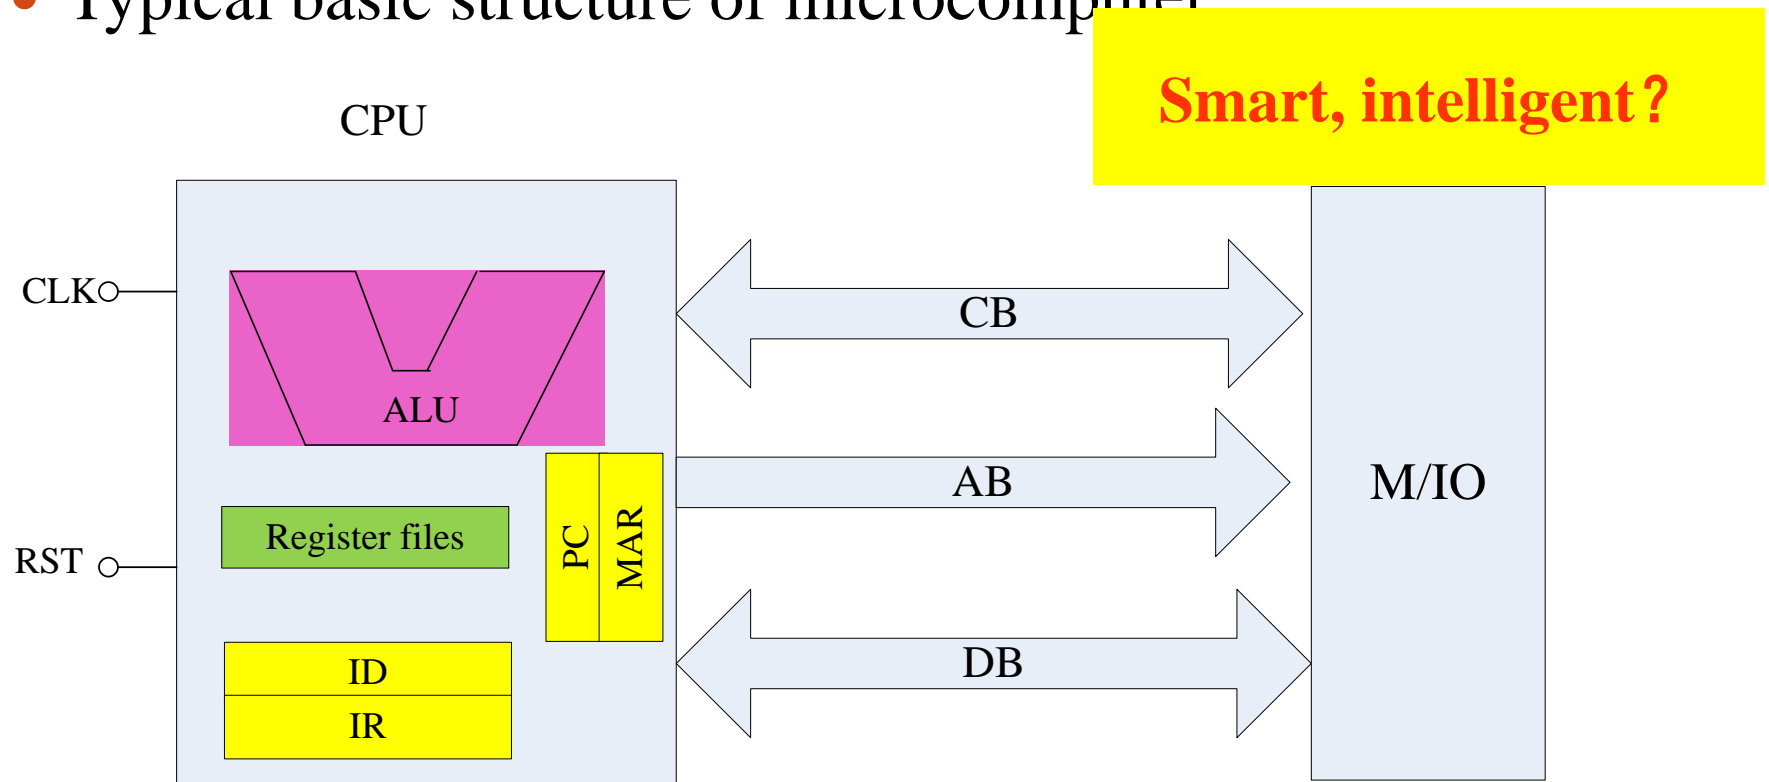 • Typical basic structure of microcomputer
Smart, intelligent？
CPU
CLK
CB
ALU
AB
M/IO
Register files
PC
MAR
RST
DB
ID
IR